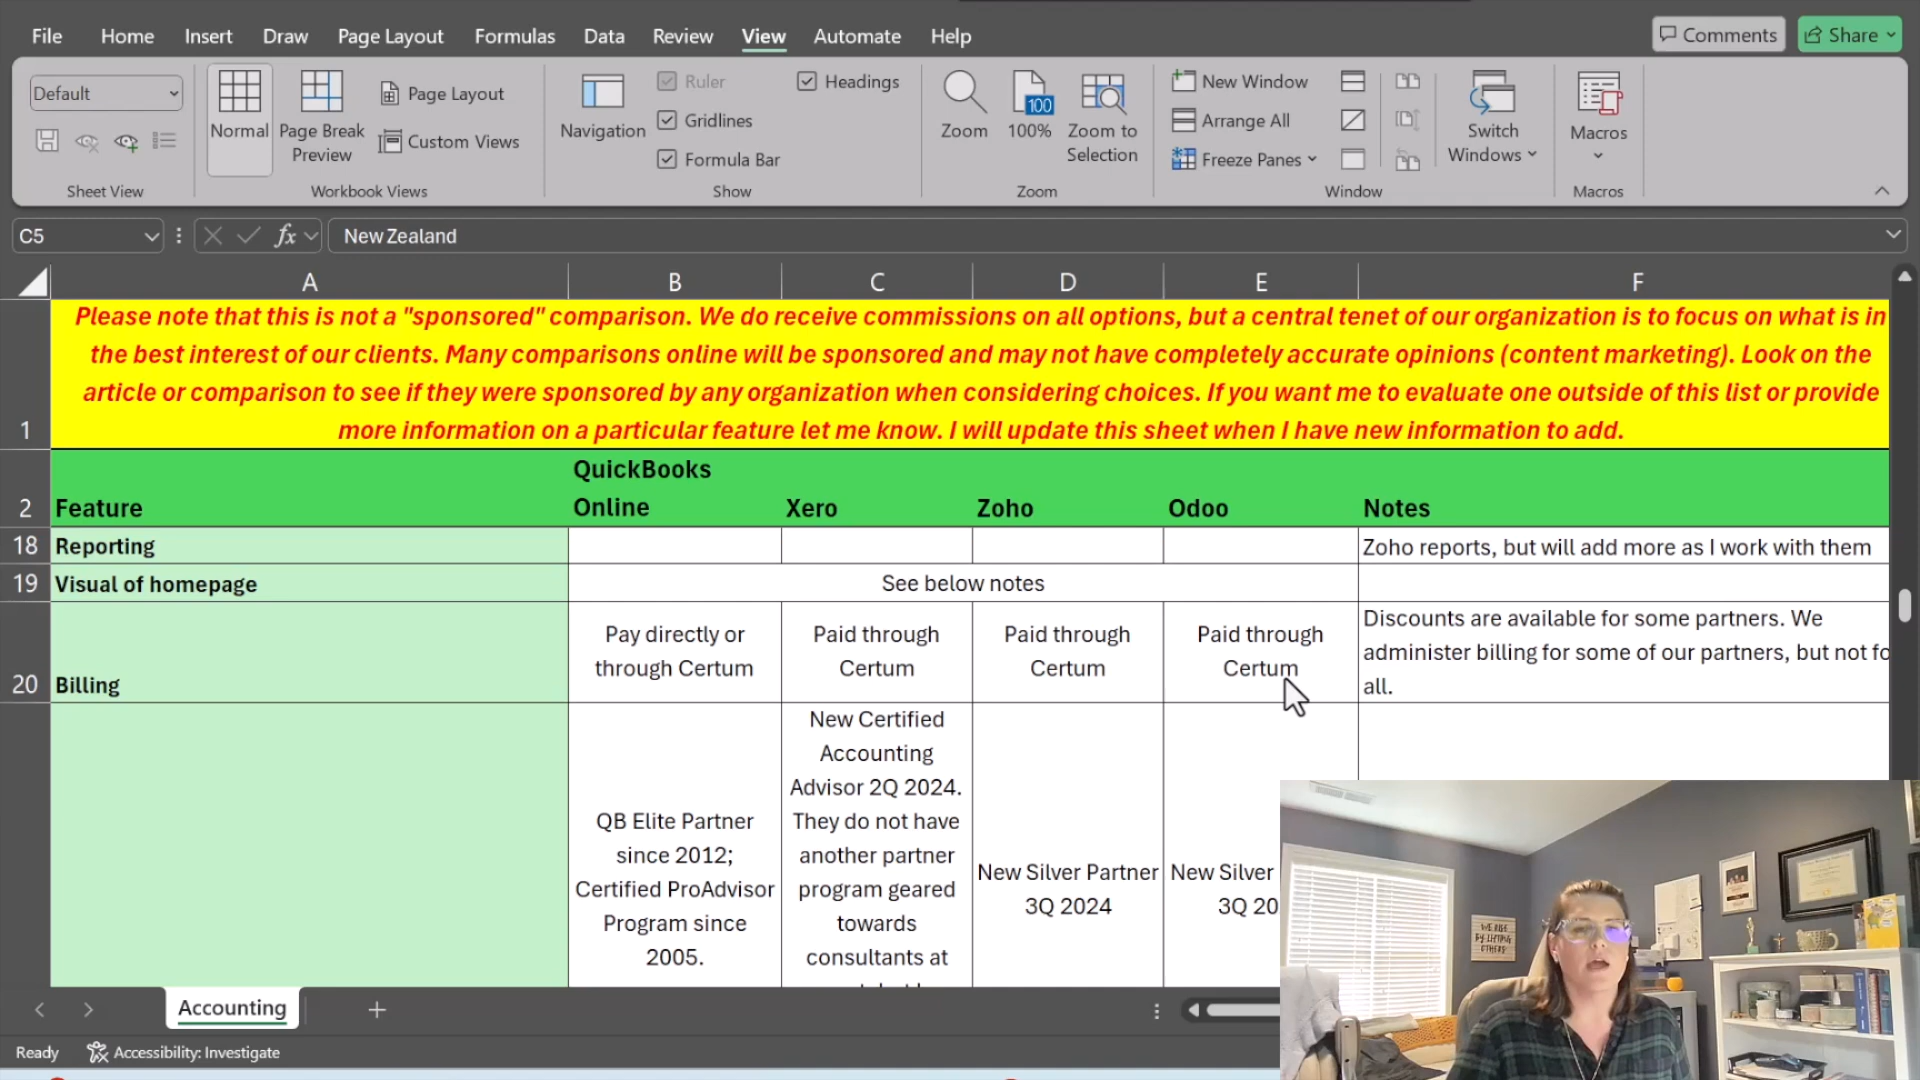 File Home Insert Draw Page Layout Formulas Data Review View Automate Help Comments Share
Default
Normal
Page Break
Preview
Page Layout
Custom Views
Navigation
Ruler
Gridlines
Formula Bar
Headings
Zoom
100
100%
Zoom to
Selection
New Window
Arrange All
Freeze Panes
Switch
Windows
Macros
Sheet View Workbook Views Show Zoom Window Macros
C5 fx New Zealand
A B C D E F
Please note that this is not a "sponsored" comparison. We do receive commissions on all options, but a central tenet of our organization is to focus on what is in
the best interest of our clients. Many comparisons online will be sponsored and may not have completely accurate opinions (content marketing). Look on the
article or comparison to see if they were sponsored by any organization when considering choices. If you want me to evaluate one outside of this list or provide
1 more information on a particular feature let me know. I will update this sheet when I have new information to add.
QuickBooks
2 Feature Online Xero Zoho Odoo Notes
18 Reporting Zoho reports, but will add more as I work with them
19 Visual of homepage See below notes
20 Billing
Pay directly or
through Certum
Paid through
Certum
Paid through
Certum
Paid through
Certum
Discounts are available for some partners. We
administer billing for some of our partners, but not fo
all.
QB Elite Partner
since 2012;
Certified ProAdvisor
Program since
2005.
New Certified
Accounting
Advisor 2Q 2024.
They do not have
another partner
program geared
towards
consultants at
New Silver Partner
3Q 2024
New Silver
3Q 20
WE RISE
BY LIFTING
OTHERS
Accounting
Ready Accessibility: Investigate